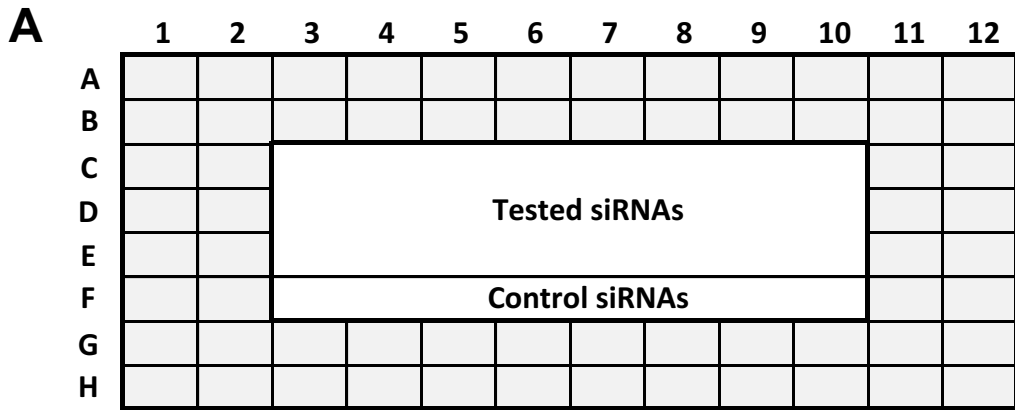 A
1 2 3 4 5 6 7 8 9 10 11 12
A
B
C
D
Tested siRNAs
E
F
Control siRNAs
G
H